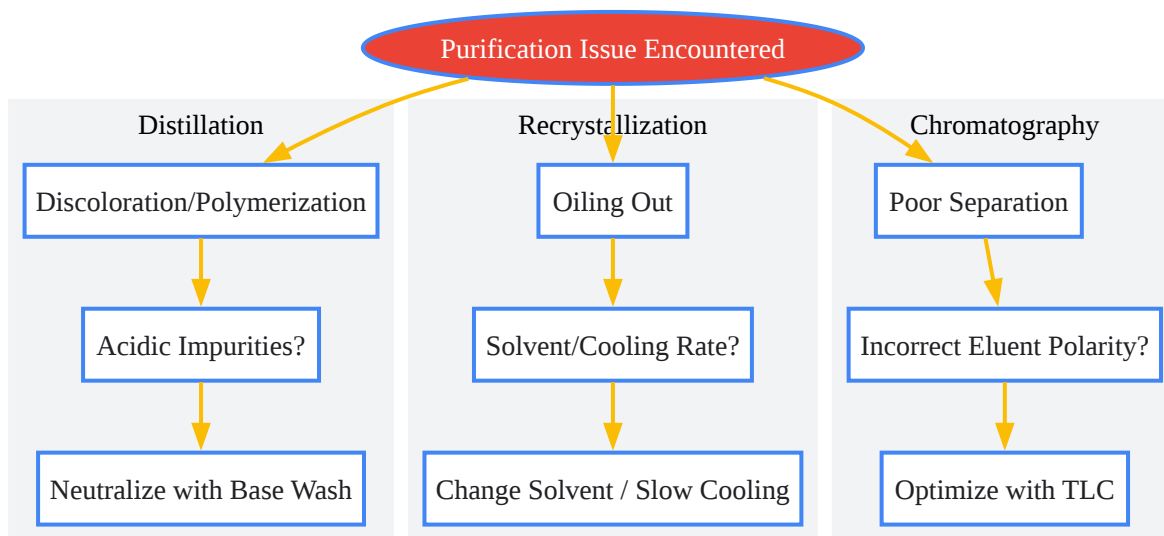 Purification Issue Encountered
Distillation
Recrystallization
Chromatography
Discoloration/Polymerization
Oiling Out
Poor Separation
Acidic Impurities?
Solvent/Cooling Rate?
Incorrect Eluent Polarity?
Neutralize with Base Wash
Change Solvent / Slow Cooling
Optimize with TLC